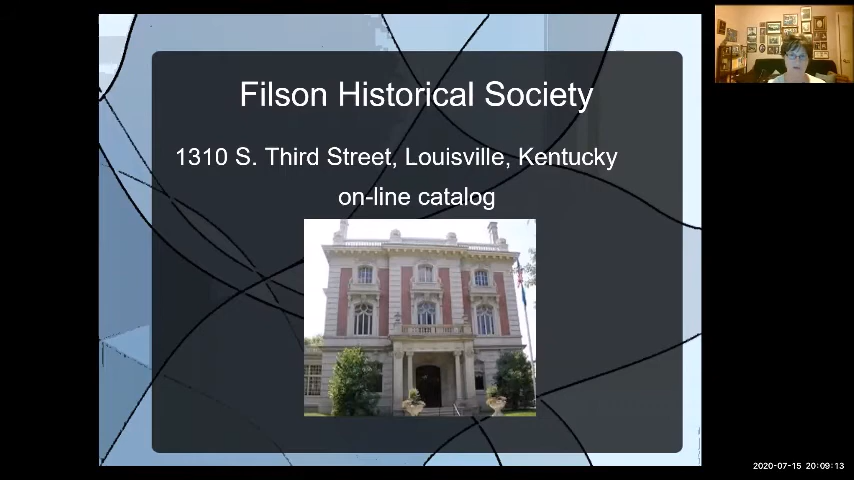 Filson Historical Society
1310 S. Third Street, Louisville, Kentucky
on-line catalog
2020-07-15 20:09:13